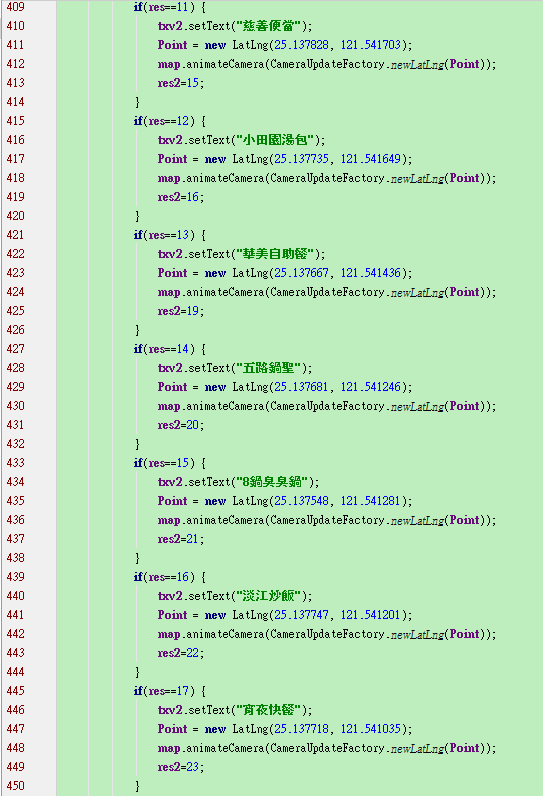 409 if(res==11) {
410 txv2.setText("慈善便當");
411 Point = new LatLng(25.137828, 121.541703);
412 map.animateCamera(CameraUpdateFactory.newLatLng(Point));
413 res2=15;
414 }
415 if(res==12) {
416 txv2.setText("小田園湯包");
417 Point = new LatLng(25.137735, 121.541649);
418 map.animateCamera(CameraUpdateFactory.newLatLng(Point));
419 res2=16;
420 }
421 if(res==13) {
422 txv2.setText("華美自助餐");
423 Point = new LatLng(25.137667, 121.541436);
424 map.animateCamera(CameraUpdateFactory.newLatLng(Point));
425 res2=19;
426 }
427 if(res==14) {
428 txv2.setText("五路鍋聖");
429 Point = new LatLng(25.137681, 121.541246);
430 map.animateCamera(CameraUpdateFactory.newLatLng(Point));
431 res2=20;
432 }
433 if(res==15) {
434 txv2.setText("8鍋臭臭鍋");
435 Point = new LatLng(25.137548, 121.541281);
436 map.animateCamera(CameraUpdateFactory.newLatLng(Point));
437 res2=21;
438 }
439 if(res==16) {
440 txv2.setText("淡江炒飯");
441 Point = new LatLng(25.137747, 121.541201);
442 map.animateCamera(CameraUpdateFactory.newLatLng(Point));
443 res2=22;
444 }
445 if(res==17) {
446 txv2.setText("宵夜快餐");
447 Point = new LatLng(25.137718, 121.541035);
448 map.animateCamera(CameraUpdateFactory.newLatLng(Point));
449 res2=23;
450 }